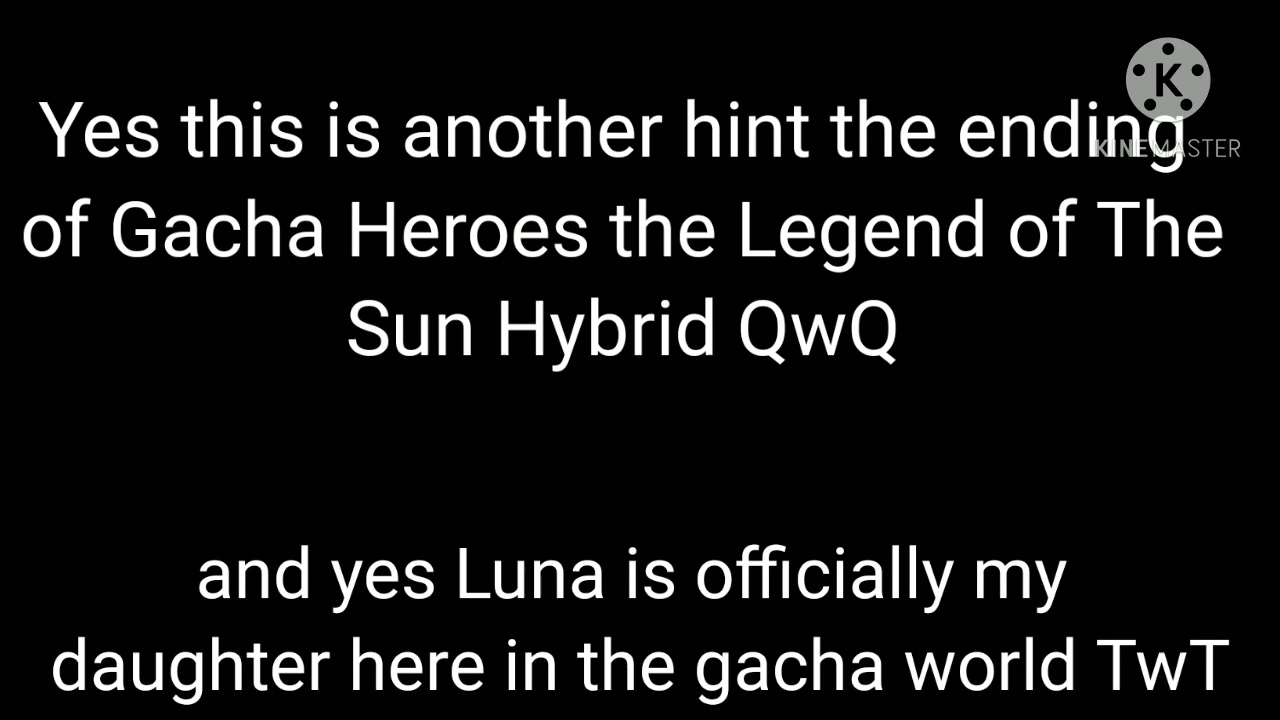 Yes this is another hint the ending
of Gacha Heroes the Legend of The
Sun Hybrid QwQ
and yes Luna is officially my
daughter here in the gacha world TwT
K
KINEMASTER